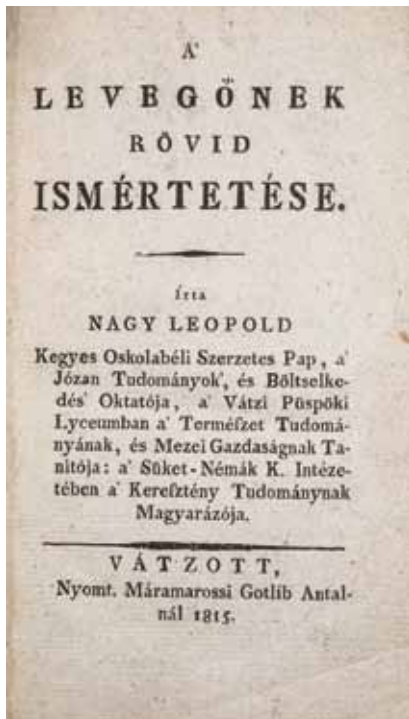 A'
LEVEGŐNEK
RÖVID
ISMÉRTETÉSE.
írta
NAGY LEOPOLD
Kegyes Oskolabéli Szerzetes Pap, a'
Józan Tudományok', és Böltselke-
dés' Oktatója, a' Vátzi Püspöki
Lyceumban a' Termeſzet Tudomá-
nyának, és Mezei Gazdaságnak Ta-
nitója: a' Süket-Némák K. Intéze-
tében a' Kereſztény Tudománynak
Magyarázója.
VÁTZOTT,
Nyomt. Máramarossi Gotlib Antal-
nál 1815.